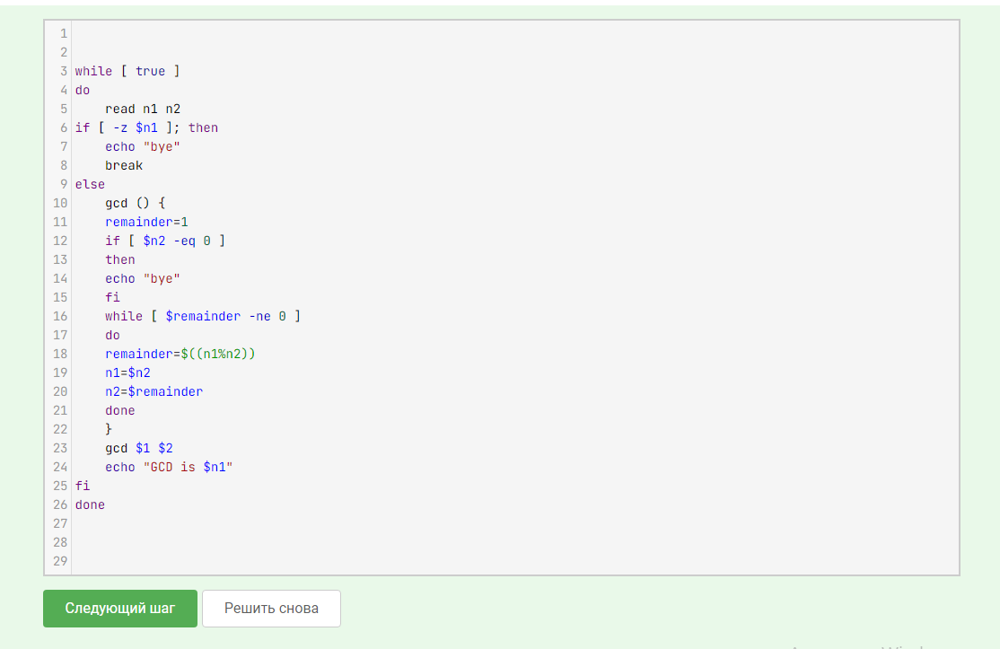 1
2
3 while [ true ]
4 do
5     read n1 n2
6 if [ -z $n1 ]; then
7     echo "bye"
8     break
9 else
10     gcd () {
11     remainder=1
12     if [ $n2 -eq 0 ]
13     then
14     echo "bye"
15     fi
16     while [ $remainder -ne 0 ]
17     do
18     remainder=$((n1%n2))
19     n1=$n2
20     n2=$remainder
21     done
22     }
23     gcd $1 $2
24     echo "GCD is $n1"
25 fi
26 done
27
28
29
Следующий шаг Решить снова